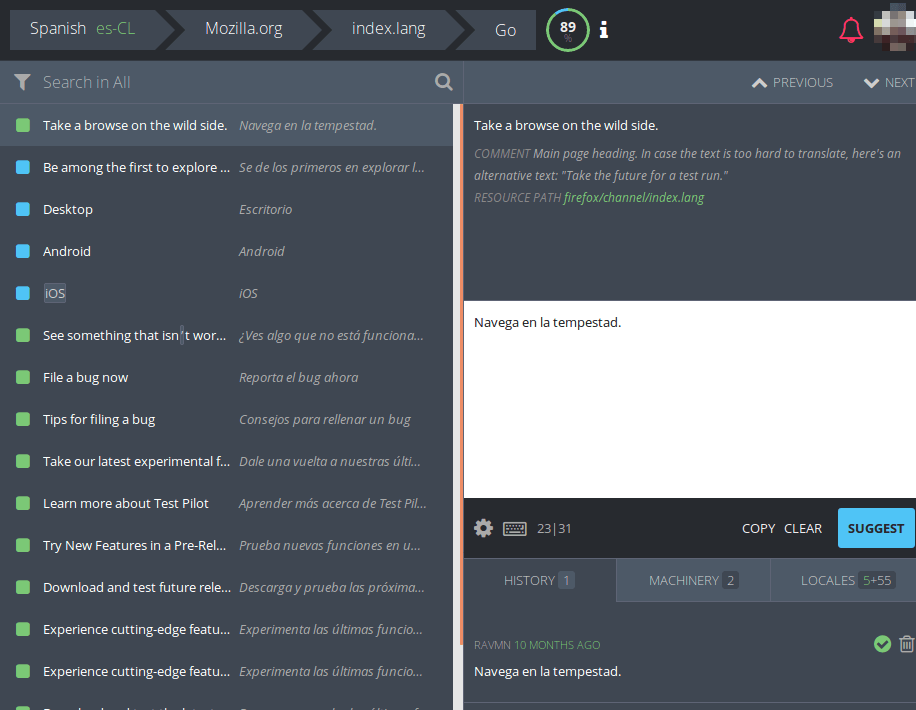 Spanish es-CL Mozilla.org index.lang Go 89 % i
Search in All
PREVIOUS NEXT
Take a browse on the wild side. Navega en la tempestad.
Be among the first to explore ... Se de los primeros en explorar l...
Desktop Escritorio
Android Android
iOS iOS
See something that isn't wor... ¿Ves algo que no está funciona...
File a bug now Reporta el bug ahora
Tips for filing a bug Consejos para rellenar un bug
Take our latest experimental f... Dale una vuelta a nuestras últi...
Learn more about Test Pilot Aprender más acerca de Test Pil...
Try New Features in a Pre-Rel... Prueba nuevas funciones en u...
Download and test future rele... Descarga y prueba las próxima...
Experience cutting-edge featu... Experimenta las últimas funcio...
Experience cutting-edge featu... Experimenta las últimas funcio...
Take a browse on the wild side.
COMMENT Main page heading. In case the text is too hard to translate, here's an
alternative text: "Take the future for a test run."
RESOURCE PATH firefox/channel/index.lang
Navega en la tempestad.
23|31 COPY CLEAR SUGGEST
HISTORY 1 MACHINERY 2 LOCALES 5+55
RAVMN 10 MONTHS AGO
Navega en la tempestad.